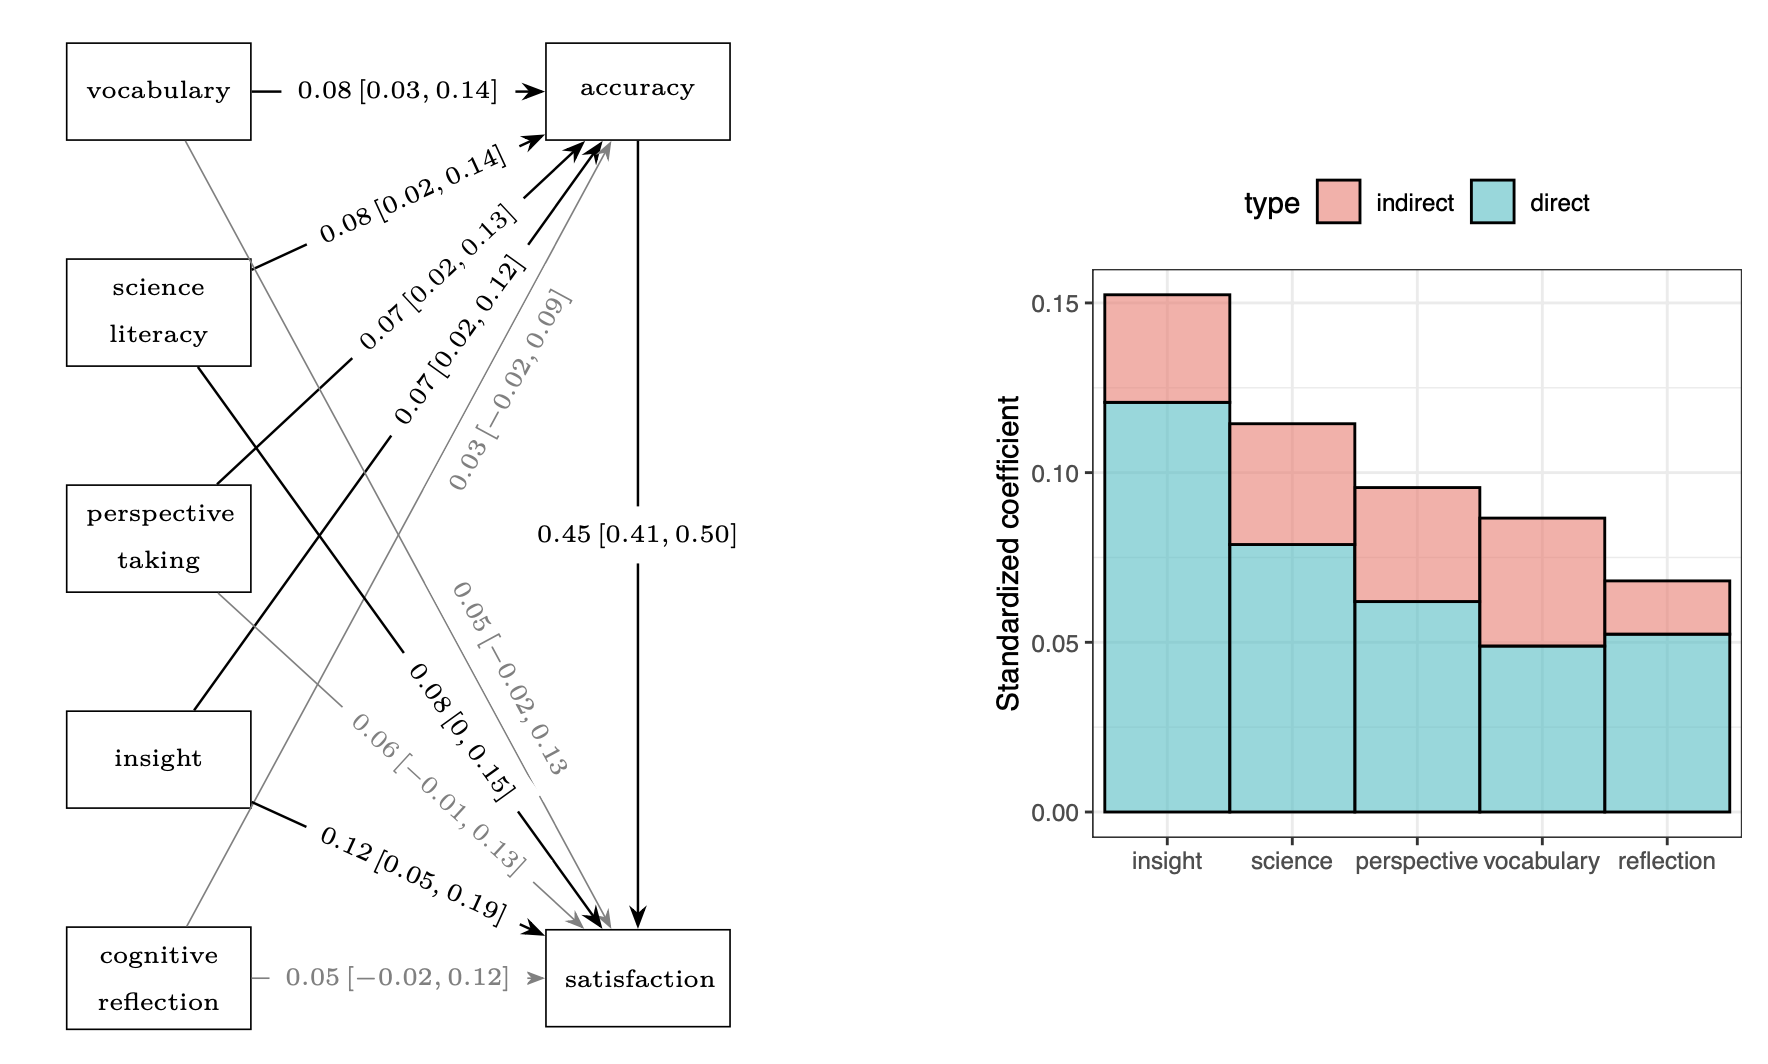 vocabulary
0.08 [0.03, 0.14]
accuracy
0.08 [0.02, 0.14]
science
literacy
0.07 [0.02, 0.13]
0.07 [0.02, 0.12]
0.03 [−0.02, 0.09]
perspective
taking
0.45 [0.41, 0.50]
0.05 [−0.02, 0.13
0.08 [0, 0.15]
0.06 [−0.01, 0.13]
insight
0.12 [0.05, 0.19]
cognitive
reflection
0.05 [−0.02, 0.12]
satisfaction
type indirect direct
Standardized coefficient
0.15
0.10
0.05
0.00
insight science perspective vocabulary reflection